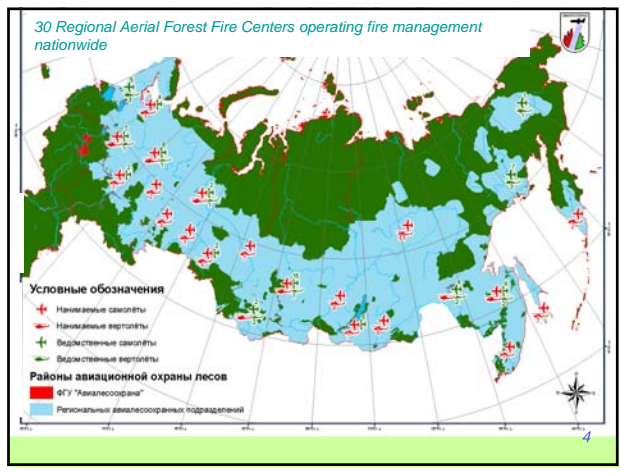 30 Regional Aerial Forest Fire Centers operating fire management
nationwide
Условные обозначения
Нанимаемые самолёты
Нанимаемые вертолёты
Ведомственные самолёты
Ведомственные вертолёты
Районы авиационной охраны лесов
ФГУ "Авиалесоохрана"
Региональных авиалесоохранных подразделений
4